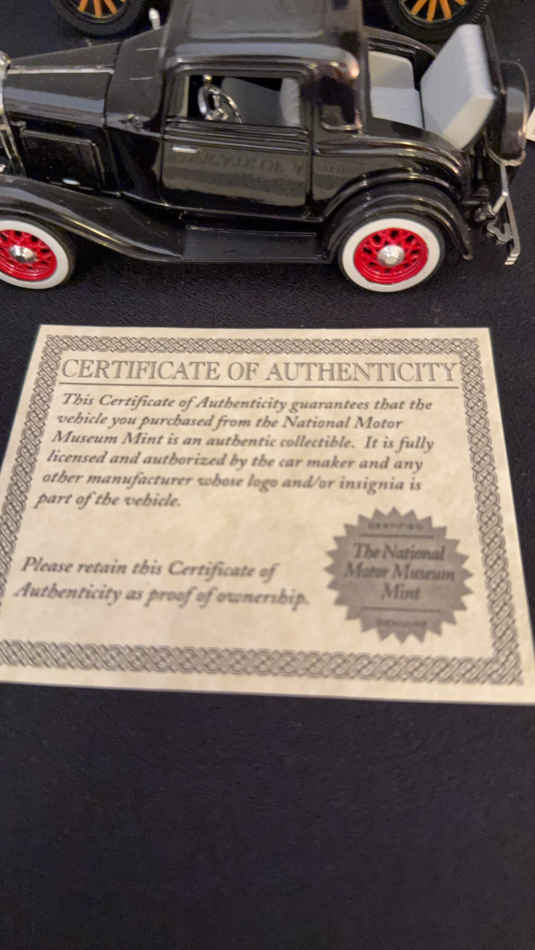 CERTIFICATE OF AUTHENTICITY
This Certificate of Authenticity guarantees that the
vehicle you purchased from the National Motor
Museum Mint is an authentic collectible. It is fully
licensed and authorized by the car maker and any
other manufacturer whose logo and/or insignia is
part of the vehicle.
Please retain this Certificate of
Authenticity as proof of ownership.
CERTIFIED
The National
Motor Museum
Mint